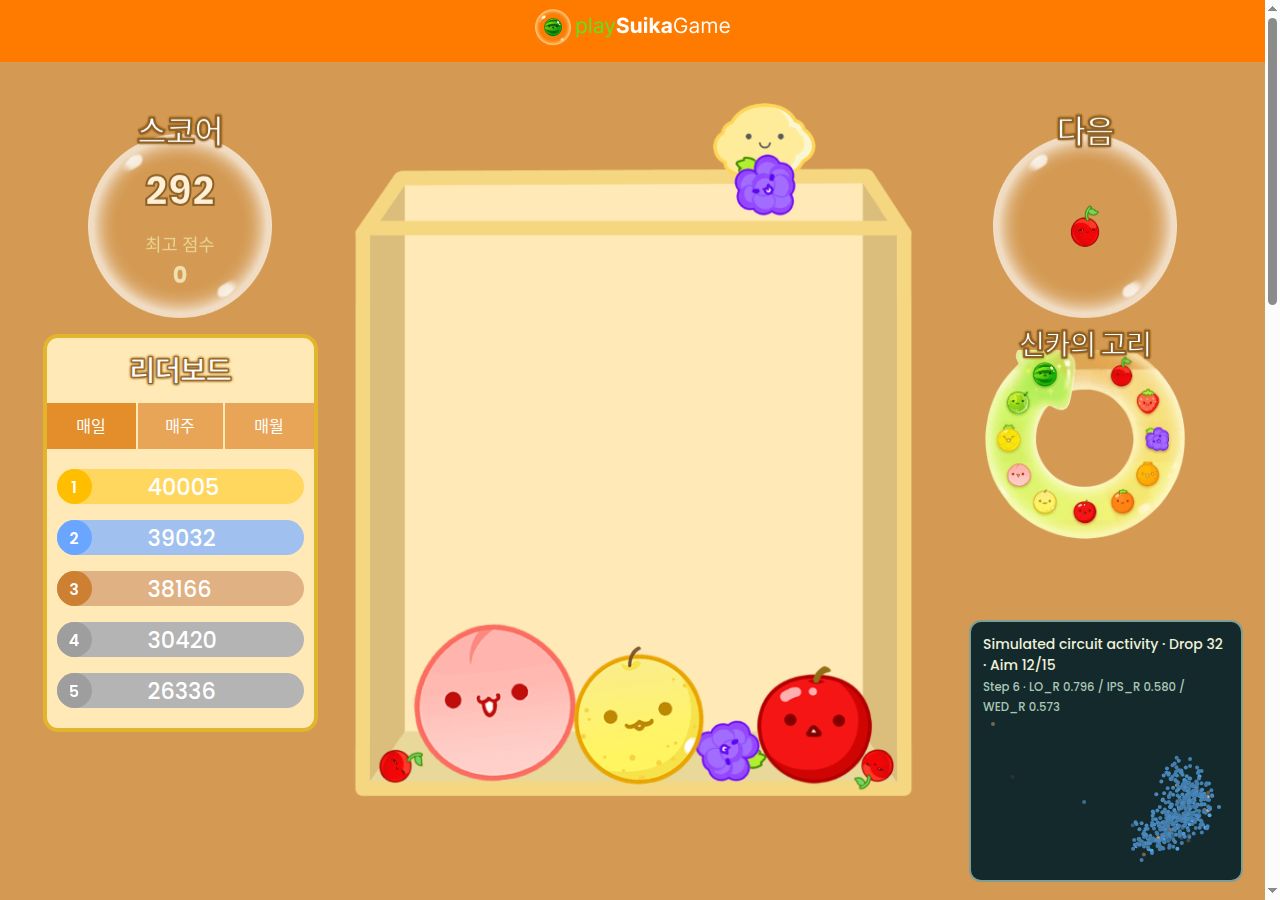 playSuikaGame
스코어
292
최고 점수
0
리더보드
매일 매주 매월
1 40005
2 39032
3 38166
4 30420
5 26336
다음
신카의 고리
Simulated circuit activity · Drop 32
· Aim 12/15
Step 6 · LO_R 0.796 / IPS_R 0.580 /
WED_R 0.573